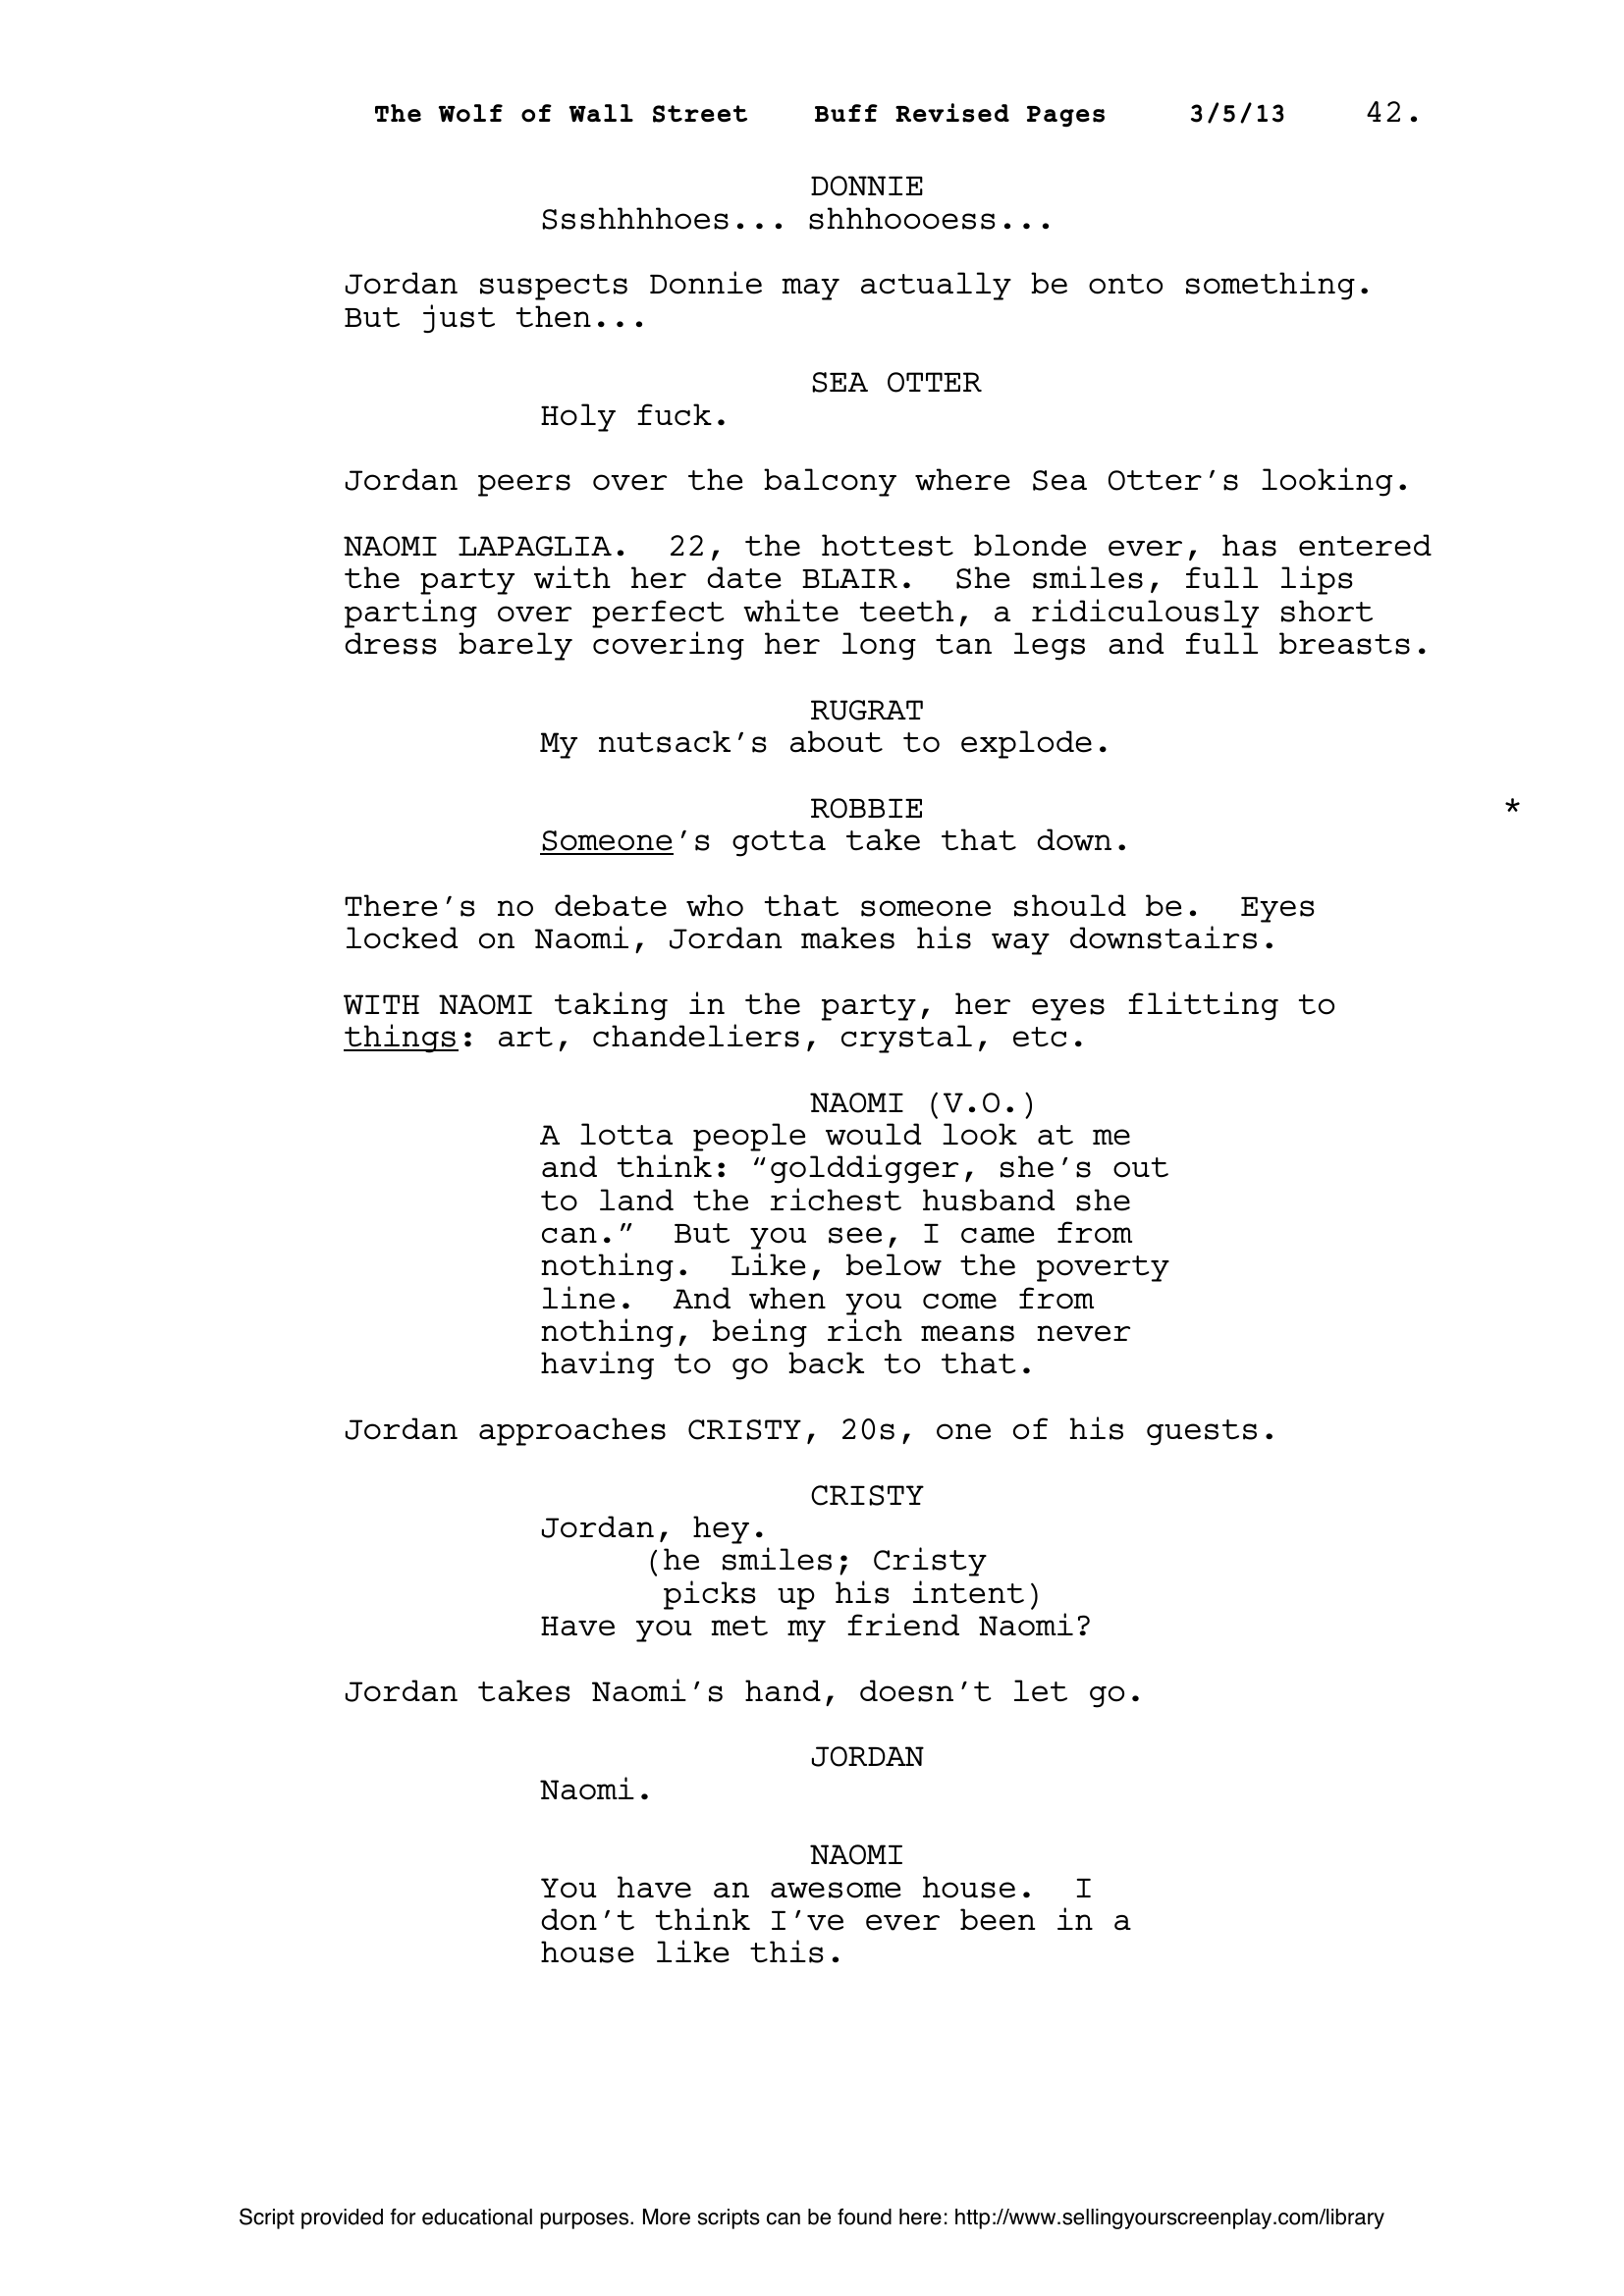 The Wolf of Wall Street Buff Revised Pages 3/5/13 42.
DONNIE
Ssshhhhoes... shhhoooess...
Jordan suspects Donnie may actually be onto something.
But just then...
SEA OTTER
Holy fuck.
Jordan peers over the balcony where Sea Otter’s looking.
NAOMI LAPAGLIA. 22, the hottest blonde ever, has entered
the party with her date BLAIR. She smiles, full lips
parting over perfect white teeth, a ridiculously short
dress barely covering her long tan legs and full breasts.
RUGRAT
My nutsack’s about to explode.
ROBBIE *
Someone’s gotta take that down.
There’s no debate who that someone should be. Eyes
locked on Naomi, Jordan makes his way downstairs.
WITH NAOMI taking in the party, her eyes flitting to
things: art, chandeliers, crystal, etc.
NAOMI (V.O.)
A lotta people would look at me
and think: “golddigger, she’s out
to land the richest husband she
can.” But you see, I came from
nothing. Like, below the poverty
line. And when you come from
nothing, being rich means never
having to go back to that.
Jordan approaches CRISTY, 20s, one of his guests.
CRISTY
Jordan, hey.
(he smiles; Cristy
picks up his intent)
Have you met my friend Naomi?
Jordan takes Naomi’s hand, doesn’t let go.
JORDAN
Naomi.
NAOMI
You have an awesome house. I
don’t think I’ve ever been in a
house like this.
Script provided for educational purposes. More scripts can be found here: http://www.sellingyourscreenplay.com/library